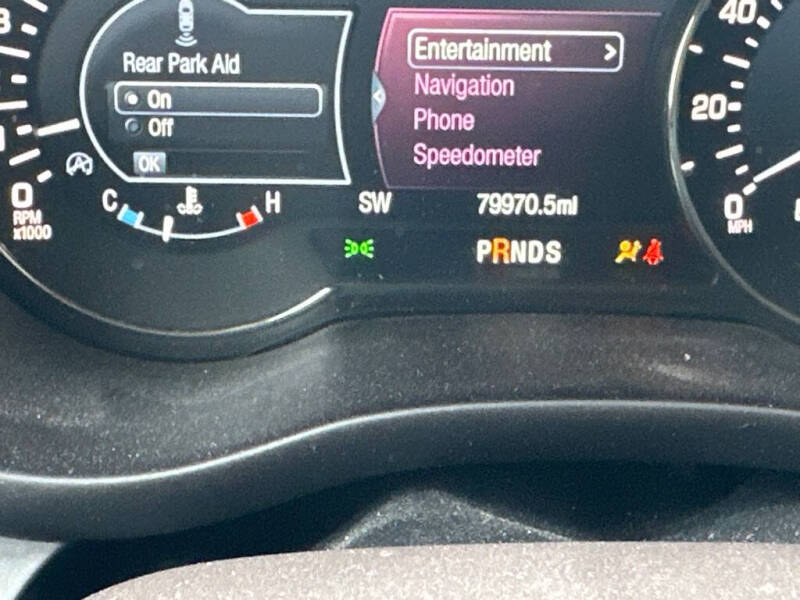 3
Rear Park Aid
On
Off
OK
0
RPM
x1000
C
H
Entertainment >
Navigation
Phone
Speedometer
SW
79970.5mi
PRNDS
40
20
0
MPH